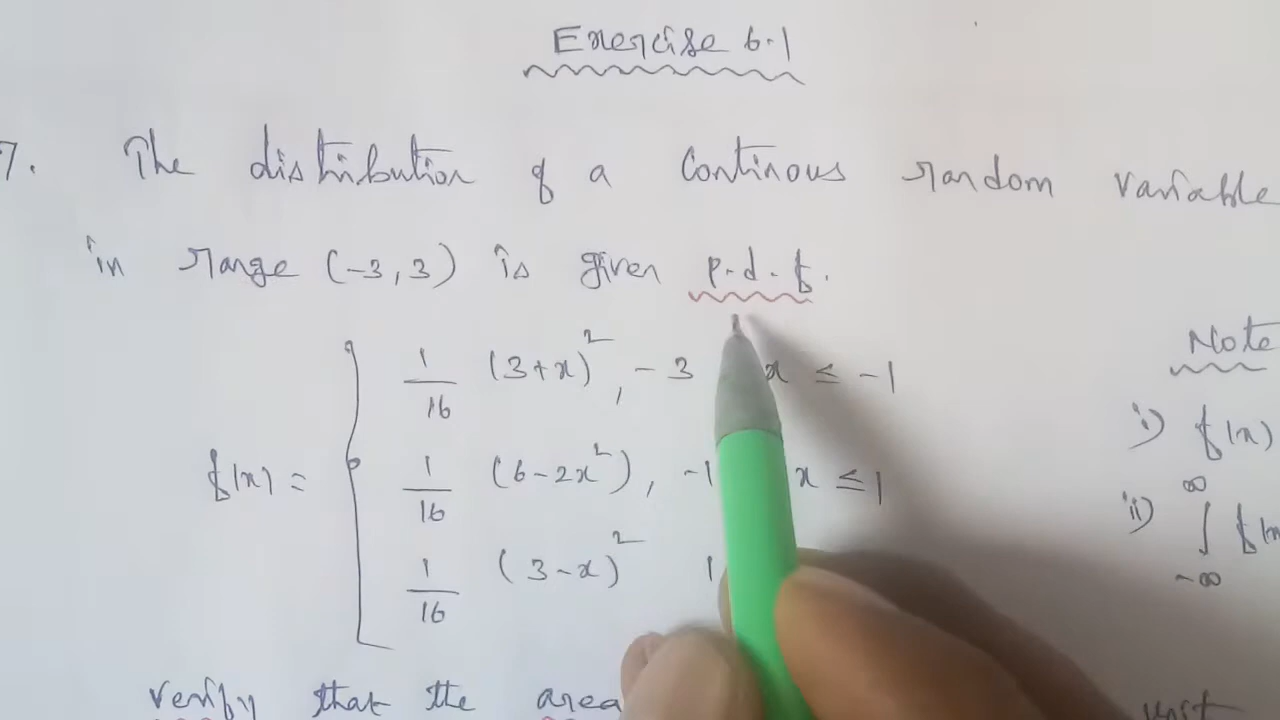 Exercise 6.1
7. The distribution of a continous random variable
in range (-3, 3) is given p.d.f.
1/16 (3+x)², -3 x ≤ -1
f(x) = 1/16 (6-2x²), -1 x ≤ 1
1/16 (3-x)² 1
Note
i) f(x)
ii) ∫ -∞ ∞ f(x
verify that the area